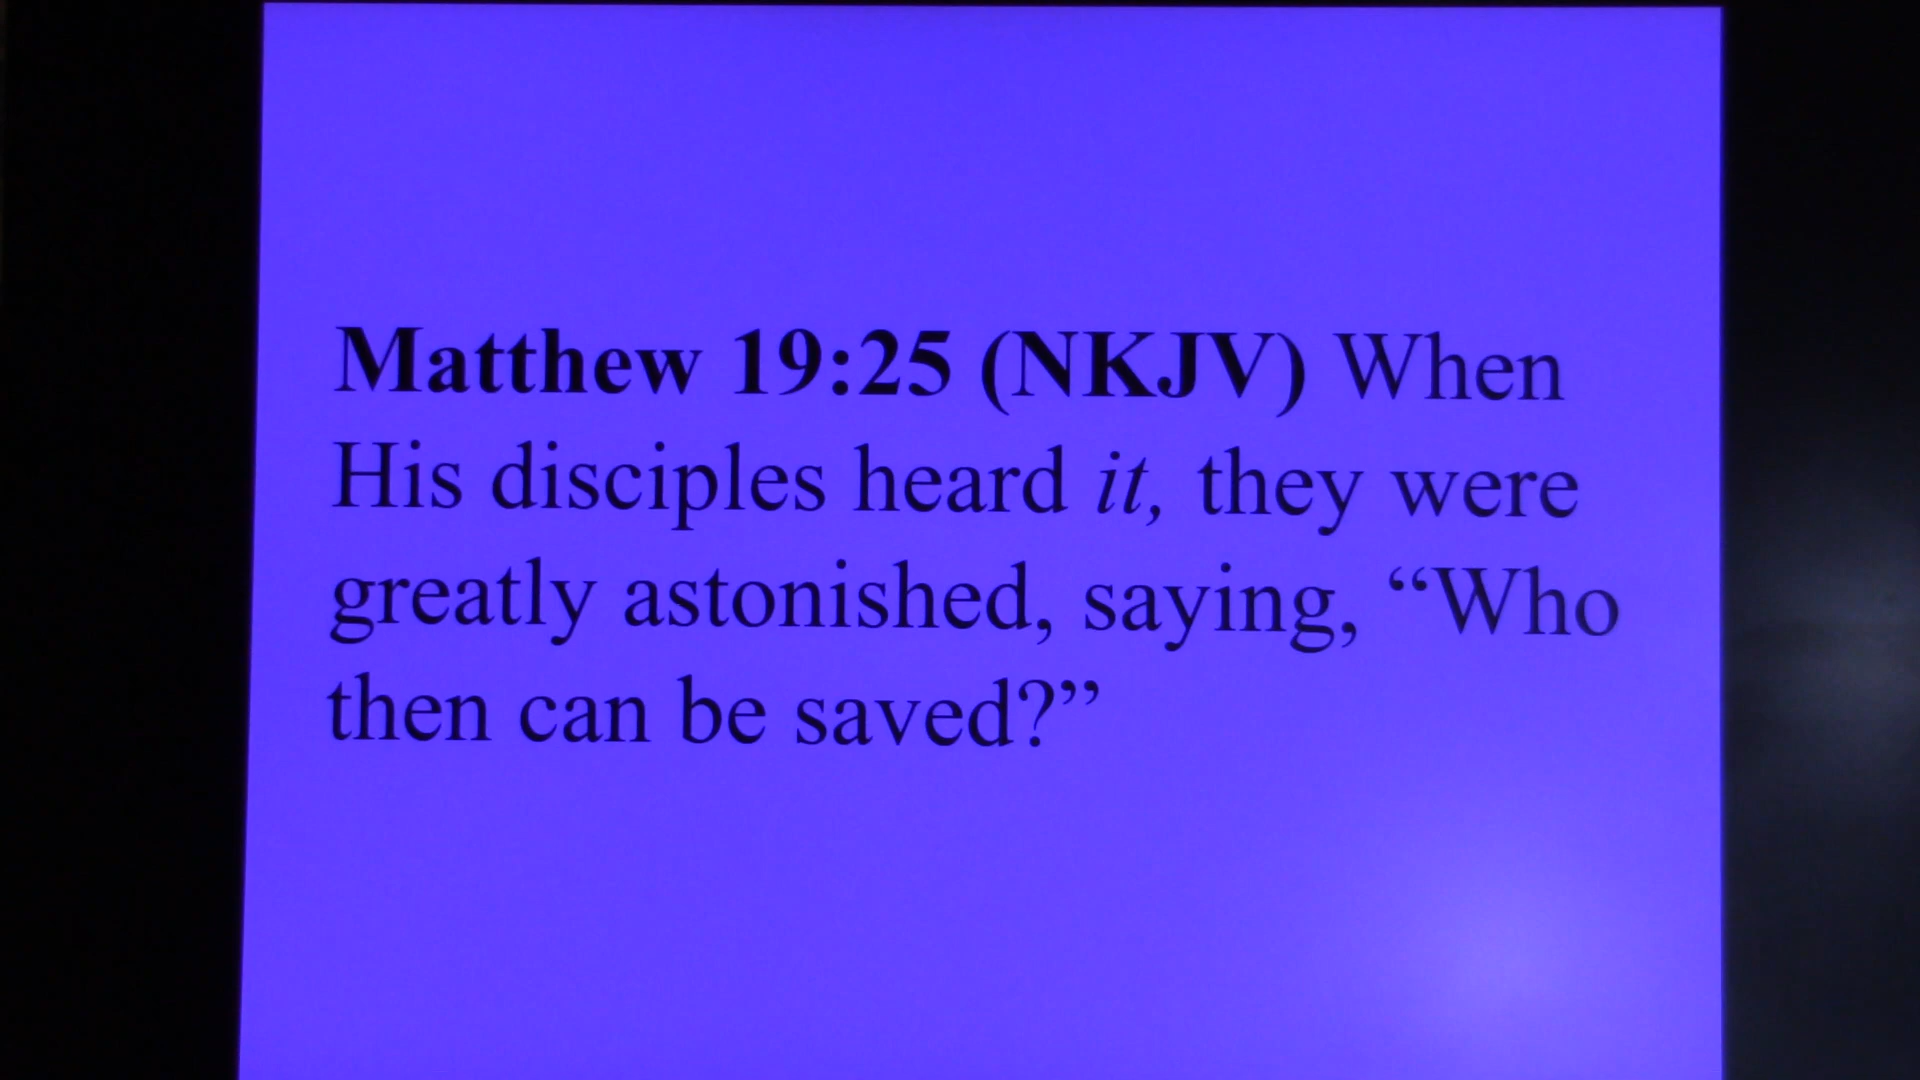 Matthew 19:25 (NKJV) When
His disciples heard it, they were
greatly astonished, saying, “Who
then can be saved?”